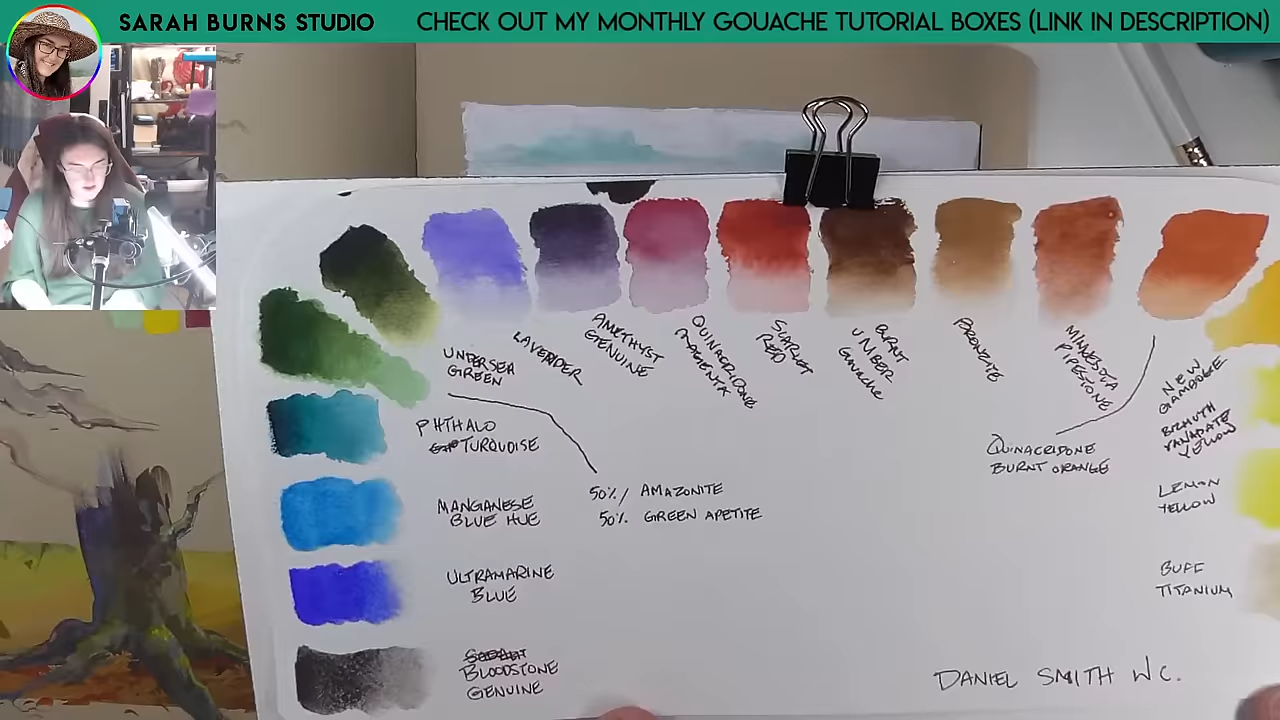 SARAH BURNS STUDIO
CHECK OUT MY MONTHLY GOUACHE TUTORIAL BOXES (LINK IN DESCRIPTION)
UNDERSEA
GREEN
LAVERDER
AMETHYST
GENUINE
QUINACRIDONE
MAGENTA
SCARLET
RED
BURNT
UMBER
GOUACHE
BRONZITE
MINNESOTA
PIPESTONE
QUINACRIDONE
BURNT ORANGE
NEW
GAMBOGE
BIZMUTH
VANADATE
YELLOW
LEMON
YELLOW
BUFF
TITANIUM
PHTHALO
TURQUOISE
50% AMAZONITE
50% GREEN APETITE
MANGANESE
BLUE HUE
ULTRAMARINE
BLUE
BLOODSTONE
GENUINE
DANIEL SMITH W.C.